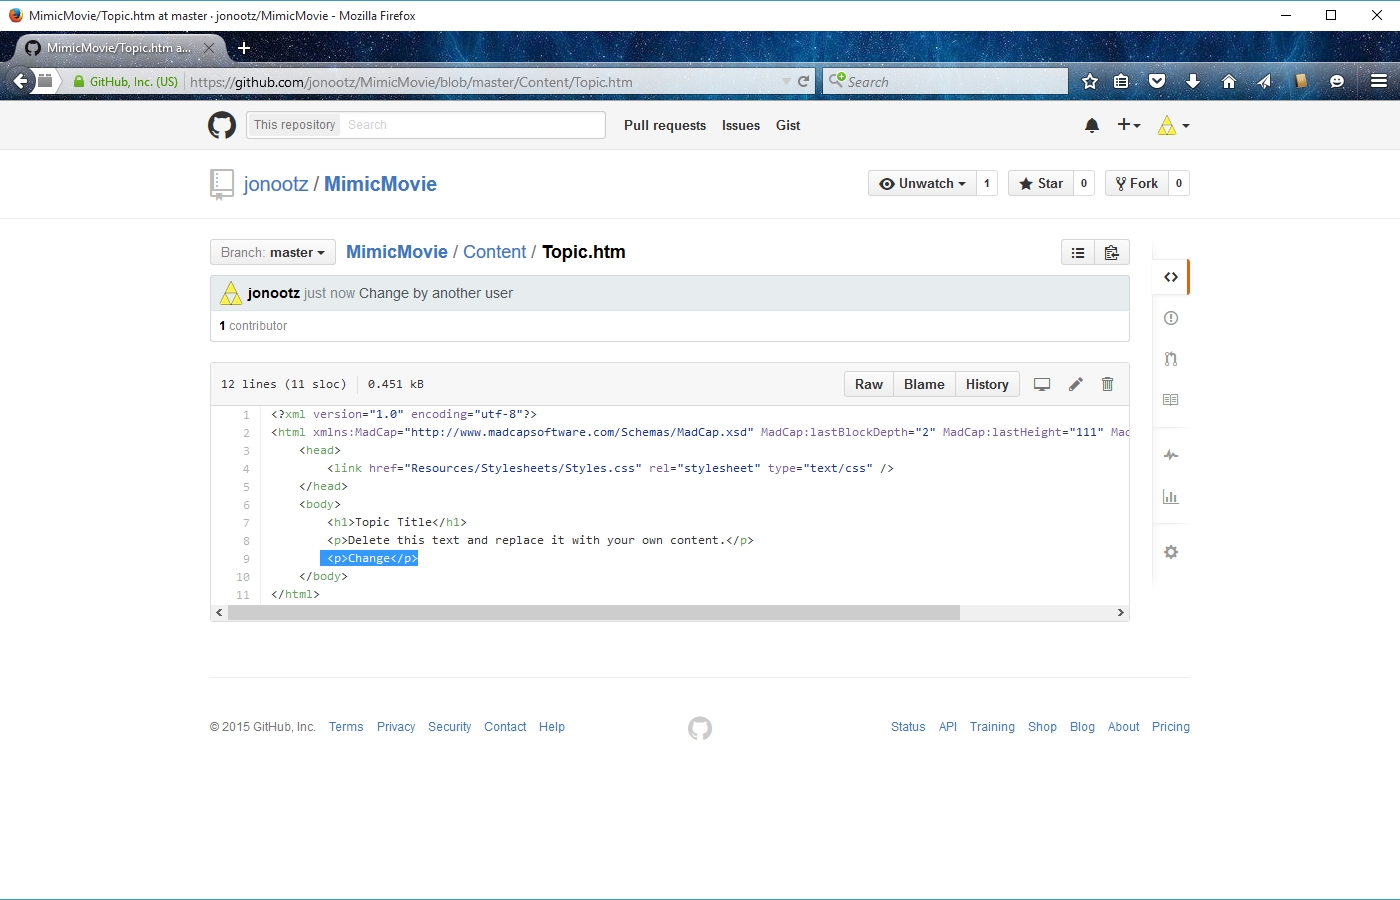 MimicMovie/Topic.htm at master · jonootz/MimicMovie - Mozilla Firefox
MimicMovie/Topic.htm a...
GitHub, Inc. (US) https://github.com/jonootz/MimicMovie/blob/master/Content/Topic.htm Search
This repository Search Pull requests Issues Gist
jonootz / MimicMovie Unwatch 1 Star 0 Fork 0
Branch: master MimicMovie / Content / Topic.htm
jonootz just now Change by another user
1 contributor
12 lines (11 sloc) 0.451 kB Raw Blame History
1 <?xml version="1.0" encoding="utf-8"?>
2 <html xmlns:MadCap="http://www.madcapsoftware.com/Schemas/MadCap.xsd" MadCap:lastBlockDepth="2" MadCap:lastHeight="111" Mad
3 <head>
4 <link href="Resources/Stylesheets/Styles.css" rel="stylesheet" type="text/css" />
5 </head>
6 <body>
7 <h1>Topic Title</h1>
8 <p>Delete this text and replace it with your own content.</p>
9 <p>Change</p>
10 </body>
11 </html>
© 2015 GitHub, Inc. Terms Privacy Security Contact Help Status API Training Shop Blog About Pricing